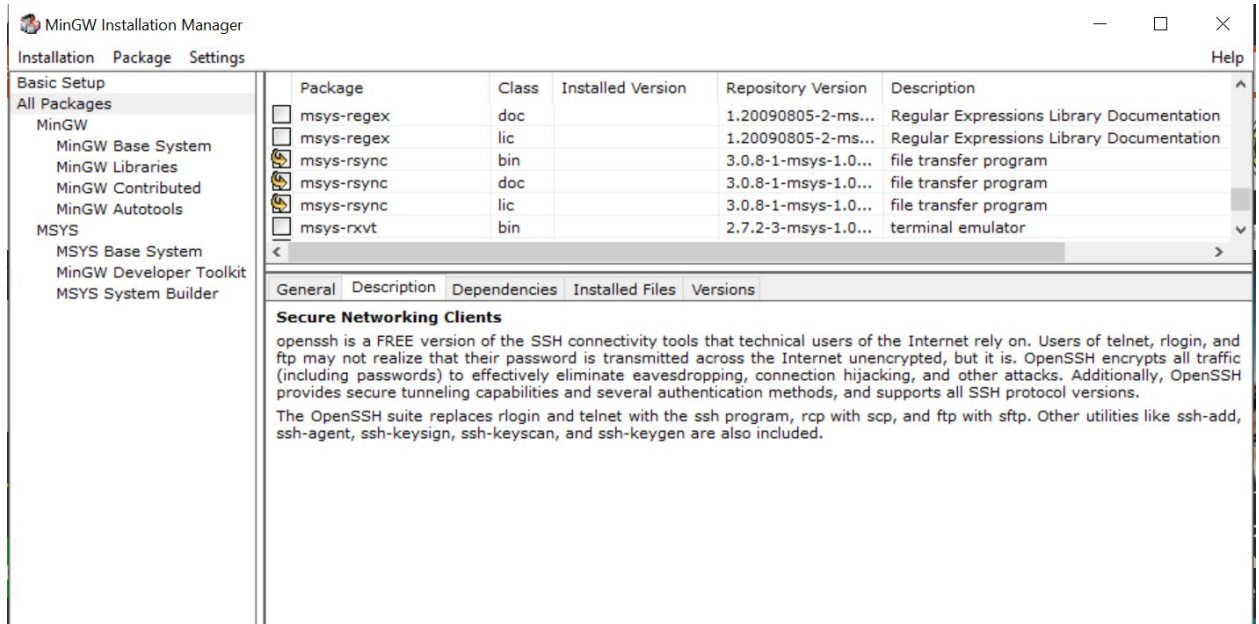 MinGW Installation Manager
Installation Package Settings Help
Basic Setup
All Packages
MinGW
MinGW Base System
MinGW Libraries
MinGW Contributed
MinGW Autotools
MSYS
MSYS Base System
MinGW Developer Toolkit
MSYS System Builder
Package Class Installed Version Repository Version Description
msys-regex doc 1.20090805-2-ms... Regular Expressions Library Documentation
msys-regex lic 1.20090805-2-ms... Regular Expressions Library Documentation
msys-rsync bin 3.0.8-1-msys-1.0... file transfer program
msys-rsync doc 3.0.8-1-msys-1.0... file transfer program
msys-rsync lic 3.0.8-1-msys-1.0... file transfer program
msys-rxvt bin 2.7.2-3-msys-1.0... terminal emulator
General Description Dependencies Installed Files Versions
Secure Networking Clients
openssh is a FREE version of the SSH connectivity tools that technical users of the Internet rely on. Users of telnet, rlogin, and
ftp may not realize that their password is transmitted across the Internet unencrypted, but it is. OpenSSH encrypts all traffic
(including passwords) to effectively eliminate eavesdropping, connection hijacking, and other attacks. Additionally, OpenSSH
provides secure tunneling capabilities and several authentication methods, and supports all SSH protocol versions.
The OpenSSH suite replaces rlogin and telnet with the ssh program, rcp with scp, and ftp with sftp. Other utilities like ssh-add,
ssh-agent, ssh-keysign, ssh-keyscan, and ssh-keygen are also included.